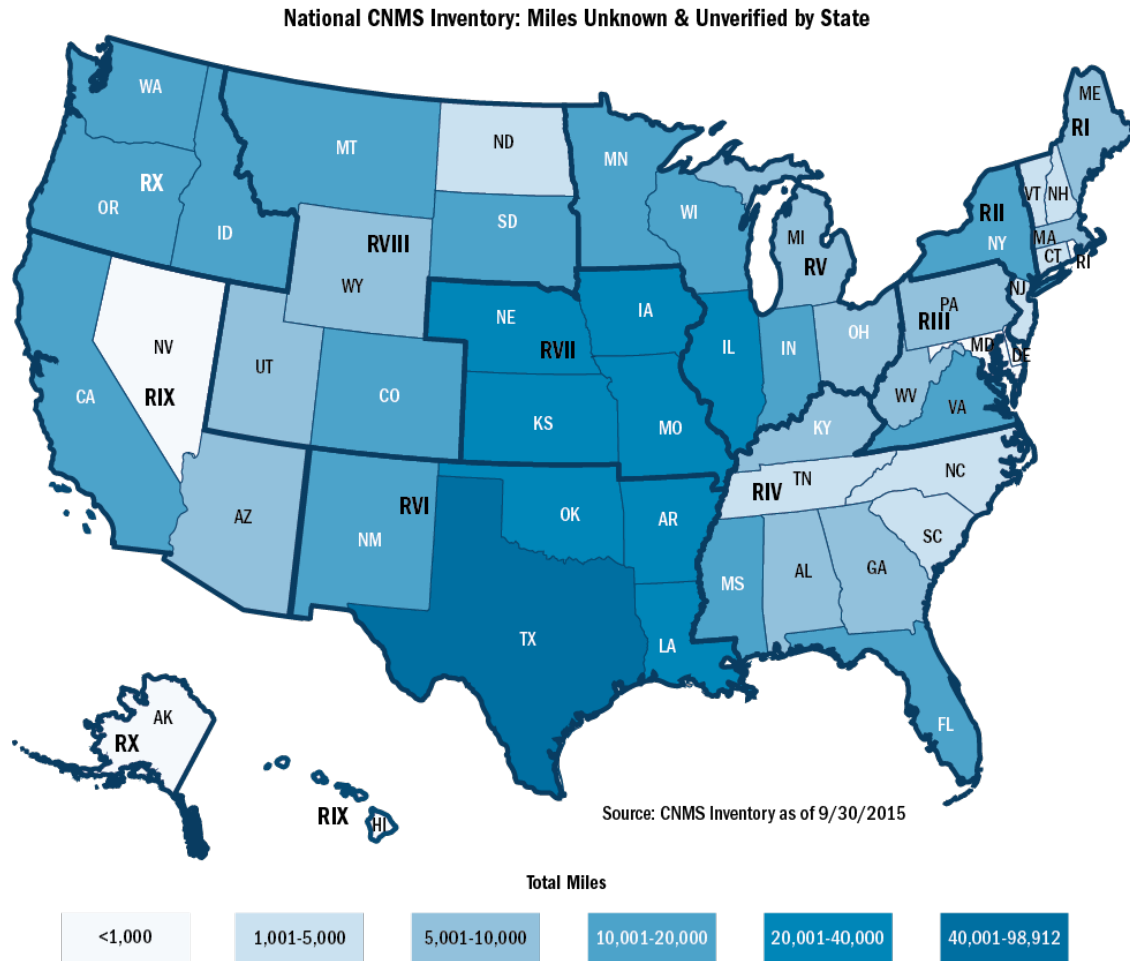 National CNMS Inventory: Miles Unknown & Unverified by State
WA
MT
ND
MN
ME
RI
RX
OR
ID
SD
WI
VT
NH
RII
NY
MA
CT
RI
RVIII
WY
MI
RV
NE
IA
RVII
PA
NJ
RIII
OH
MD
DE
NV
RIX
UT
CO
CA
IL
IN
WV
VA
KS
MO
KY
TN
NC
RIV
SC
AZ
RVI
NM
OK
AR
MS
AL
GA
TX
LA
FL
AK
RX
RIX
HI
Source: CNMS Inventory as of 9/30/2015
Total Miles
<1,000
1,001-5,000
5,001-10,000
10,001-20,000
20,001-40,000
40,001-98,912